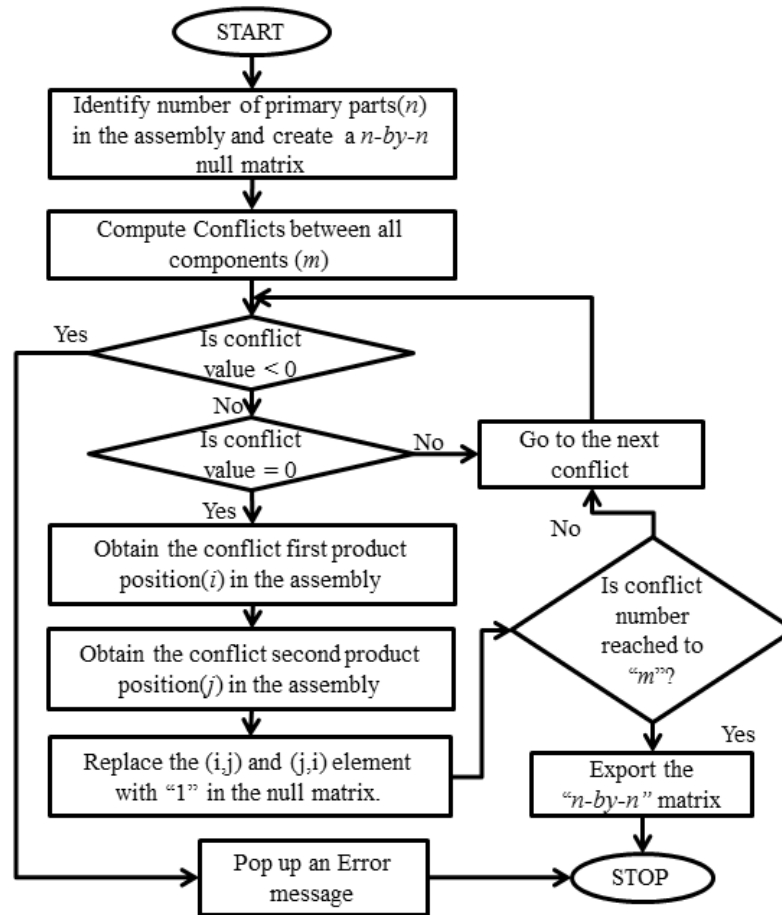 START
Identify number of primary parts(n)
in the assembly and create a n-by-n
null matrix
Compute Conflicts between all
components (m)
Yes
Is conflict
value < 0
No
Is conflict
value = 0
No
Go to the next
conflict
Yes
No
Obtain the conflict first product
position(i) in the assembly
Is conflict
number
reached to
“m”?
Obtain the conflict second product
position(j) in the assembly
Replace the (i,j) and (j,i) element
with “1” in the null matrix.
Yes
Export the
“n-by-n” matrix
Pop up an Error
message
STOP